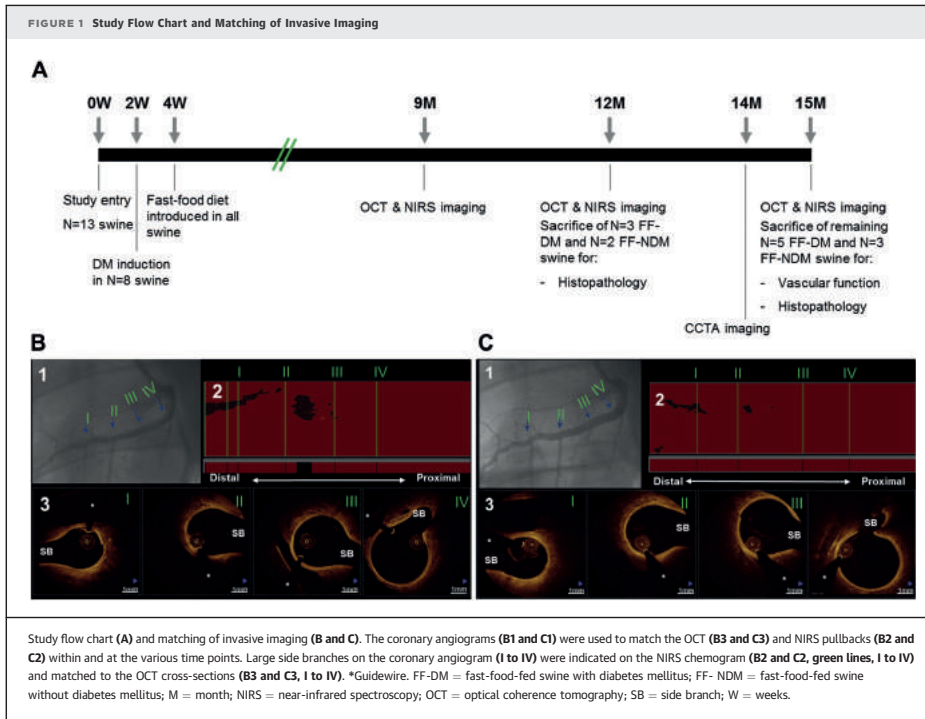 FIGURE 1 Study Flow Chart and Matching of Invasive Imaging
A
0W 2W 4W 9M 12M 14M 15M
Study entry
N=13 swine
DM induction
in N=8 swine
Fast-food diet
introduced in all
swine
OCT & NIRS imaging
OCT & NIRS imaging
Sacrifice of N=3 FF-
DM and N=2 FF-NDM
swine for:
- Histopathology
CCTA imaging
OCT & NIRS imaging
Sacrifice of remaining
N=5 FF-DM and N=3
FF-NDM swine for:
- Vascular function
- Histopathology
B
1
I II III IV
2
I II III IV
Distal Proximal
3
I II III IV
SB SB SB SB
* * * *
1mm 1mm 1mm 1mm
C
1
I II III IV
2
I II III IV
Distal Proximal
3
I II III
SB SB SB SB
* * * *
1mm 1mm 1mm 1mm
Study flow chart (A) and matching of invasive imaging (B and C). The coronary angiograms (B1 and C1) were used to match the OCT (B3 and C3) and NIRS pullbacks (B2 and
C2) within and at the various time points. Large side branches on the coronary angiogram (I to IV) were indicated on the NIRS chemogram (B2 and C2, green lines, I to IV)
and matched to the OCT cross-sections (B3 and C3, I to IV). *Guidewire. FF-DM = fast-food-fed swine with diabetes mellitus; FF- NDM = fast-food-fed swine
without diabetes mellitus; M = month; NIRS = near-infrared spectroscopy; OCT = optical coherence tomography; SB = side branch; W = weeks.